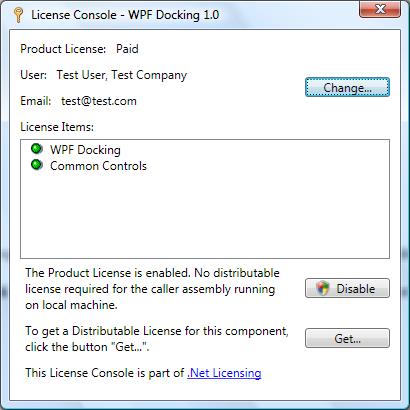 License Console - WPF Docking 1.0
Product License: Paid
User: Test User, Test Company
Change...
Email: test@test.com
License Items:
WPF Docking
Common Controls
The Product License is enabled. No distributable
license required for the caller assembly running
on local machine.
Disable
To get a Distributable License for this component,
click the button "Get...".
Get...
This License Console is part of .Net Licensing